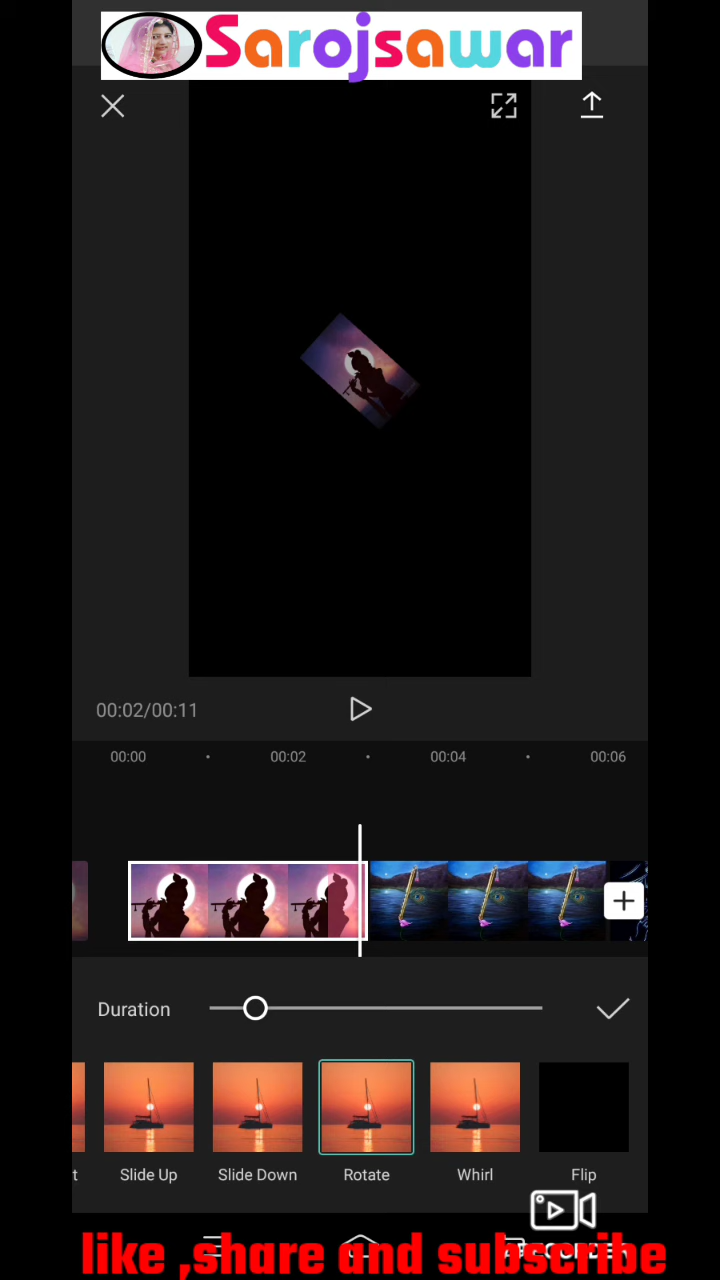 Sarojsawar
00:02/00:11
00:00 00:02 00:04 00:06
Duration
t Slide Up Slide Down Rotate Whirl Flip
like ,share and subscribe